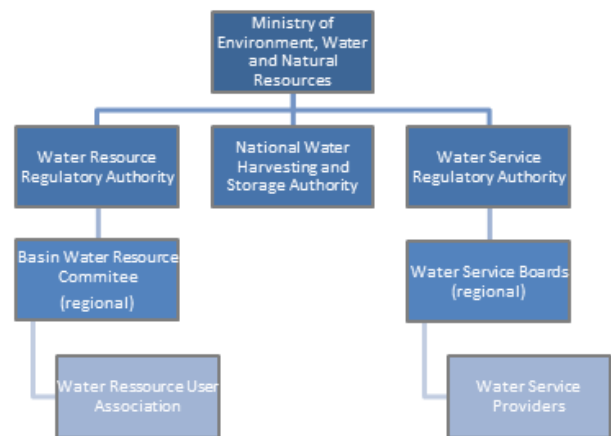 Ministry of
Environment, Water
and Natural
Resources
Water Resource
Regulatory Authority
National Water
Harvesting and
Storage Authority
Water Service
Regulatory Authority
Basin Water Resource
Commitee
(regional)
Water Service Boards
(regional)
Water Ressource User
Association
Water Service
Providers